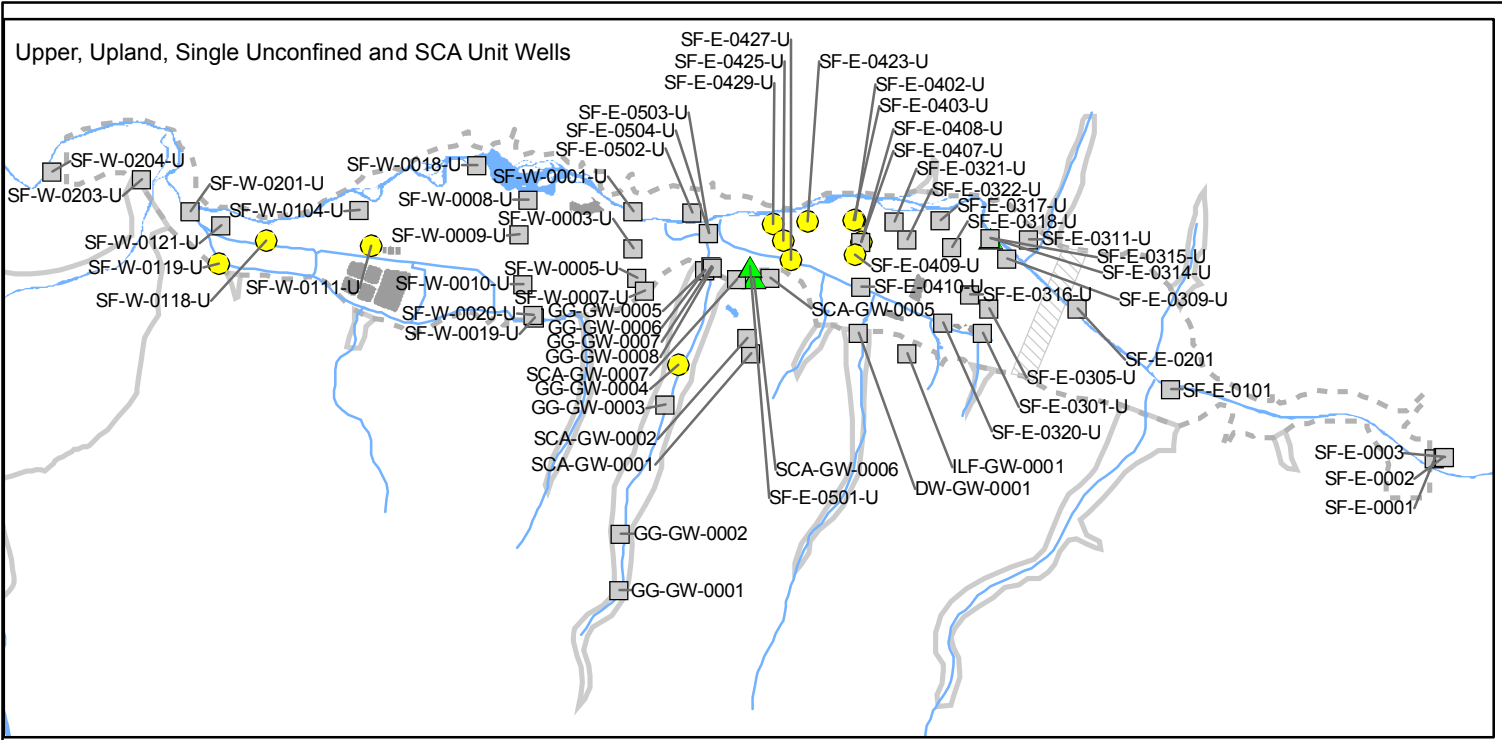 Upper, Upland, Single Unconfined and SCA Unit Wells
SF-E-0427-U
SF-E-0425-U
SF-E-0429-U
SF-E-0423-U
SF-E-0402-U
SF-E-0403-U
SF-E-0408-U
SF-E-0407-U
SF-E-0503-U
SF-E-0504-U
SF-E-0502-U
SF-E-0321-U
SF-E-0322-U
SF-E-0317-U
SF-E-0318-U
SF-E-0311-U
SF-E-0315-U
SF-E-0314-U
SF-E-0309-U
SF-W-0204-U
SF-W-0203-U
SF-W-0201-U
SF-W-0018-U
SF-W-0001-U
SF-W-0104-U
SF-W-0008-U
SF-W-0003-U
SF-W-0121-U
SF-W-0009-U
SF-W-0119-U
SF-W-0118-U
SF-W-0111-U
SF-W-0005-U
SF-W-0010-U
SF-W-0007-U
SF-W-0020-U
SF-W-0019-U
SF-E-0409-U
SF-E-0410-U
SF-E-0316-U
SCA-GW-0005
GG-GW-0005
GG-GW-0006
GG-GW-0007
GG-GW-0008
SCA-GW-0007
GG-GW-0004
GG-GW-0003
SCA-GW-0002
SCA-GW-0001
SF-E-0201
SF-E-0305-U
SF-E-0101
SF-E-0301-U
SF-E-0320-U
SCA-GW-0006
SF-E-0501-U
ILF-GW-0001
DW-GW-0001
SF-E-0003
SF-E-0002
SF-E-0001
GG-GW-0002
GG-GW-0001